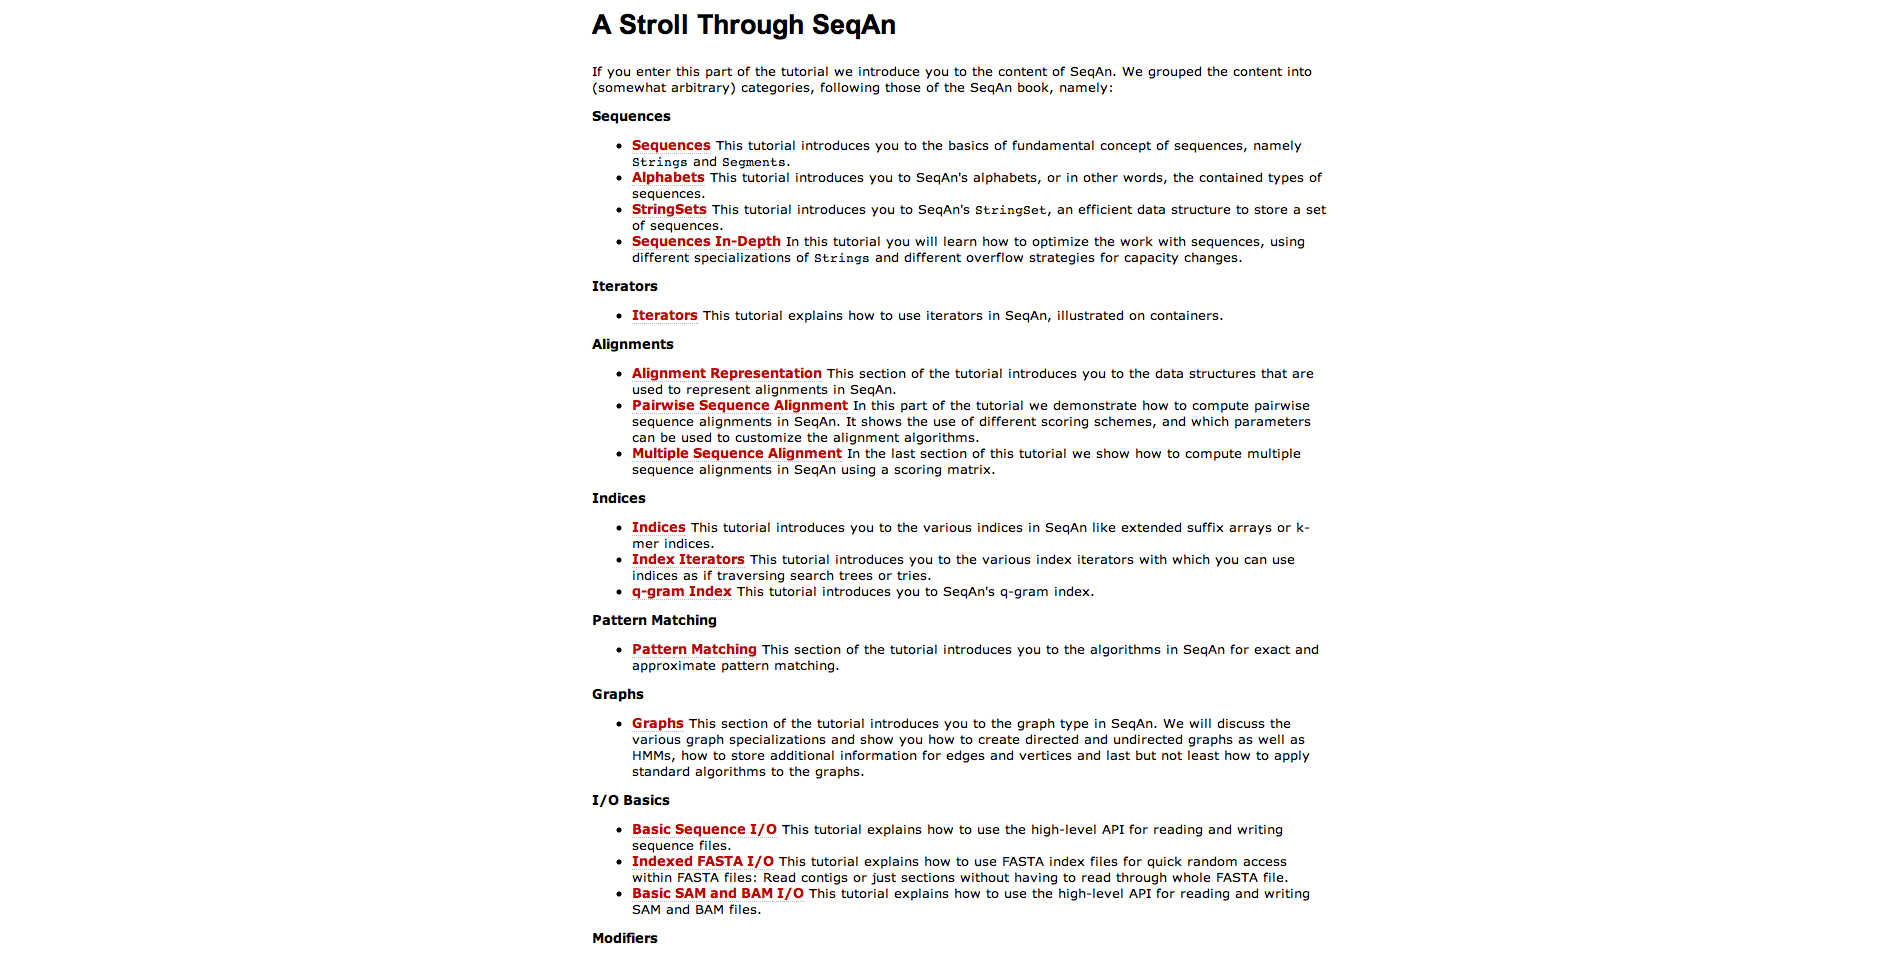 A Stroll Through SeqAn
If you enter this part of the tutorial we introduce you to the content of SeqAn. We grouped the content into
(somewhat arbitrary) categories, following those of the SeqAn book, namely:
Sequences
• Sequences This tutorial introduces you to the basics of fundamental concept of sequences, namely
Strings and Segments.
• Alphabets This tutorial introduces you to SeqAn's alphabets, or in other words, the contained types of
sequences.
• StringSets This tutorial introduces you to SeqAn's StringSet, an efficient data structure to store a set
of sequences.
• Sequences In-Depth In this tutorial you will learn how to optimize the work with sequences, using
different specializations of Strings and different overflow strategies for capacity changes.
Iterators
• Iterators This tutorial explains how to use iterators in SeqAn, illustrated on containers.
Alignments
• Alignment Representation This section of the tutorial introduces you to the data structures that are
used to represent alignments in SeqAn.
• Pairwise Sequence Alignment In this part of the tutorial we demonstrate how to compute pairwise
sequence alignments in SeqAn. It shows the use of different scoring schemes, and which parameters
can be used to customize the alignment algorithms.
• Multiple Sequence Alignment In the last section of this tutorial we show how to compute multiple
sequence alignments in SeqAn using a scoring matrix.
Indices
• Indices This tutorial introduces you to the various indices in SeqAn like extended suffix arrays or k-
mer indices.
• Index Iterators This tutorial introduces you to the various index iterators with which you can use
indices as if traversing search trees or tries.
• q-gram Index This tutorial introduces you to SeqAn's q-gram index.
Pattern Matching
• Pattern Matching This section of the tutorial introduces you to the algorithms in SeqAn for exact and
approximate pattern matching.
Graphs
• Graphs This section of the tutorial introduces you to the graph type in SeqAn. We will discuss the
various graph specializations and show you how to create directed and undirected graphs as well as
HMMs, how to store additional information for edges and vertices and last but not least how to apply
standard algorithms to the graphs.
I/O Basics
• Basic Sequence I/O This tutorial explains how to use the high-level API for reading and writing
sequence files.
• Indexed FASTA I/O This tutorial explains how to use FASTA index files for quick random access
within FASTA files: Read contigs or just sections without having to read through whole FASTA file.
• Basic SAM and BAM I/O This tutorial explains how to use the high-level API for reading and writing
SAM and BAM files.
Modifiers